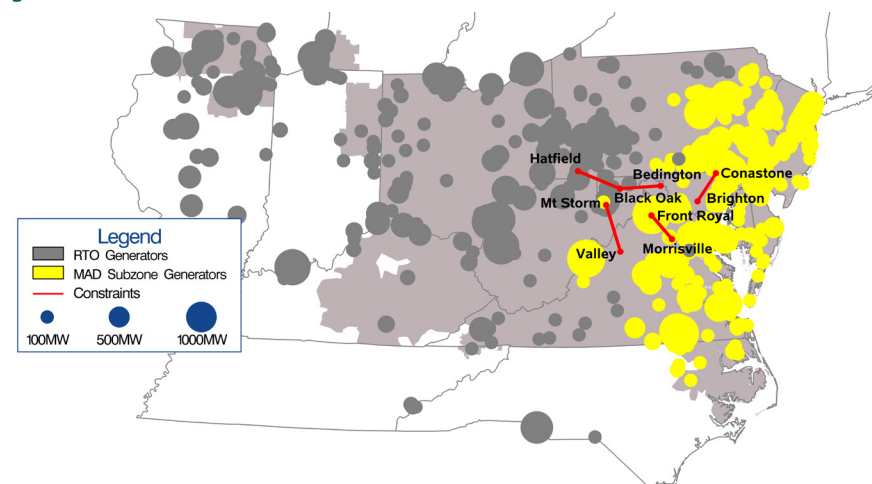 Hatfield
Bedington
Conastone
Mt Storm
Black Oak
Brighton
Front Royal
Valley
Morrisville
Legend
RTO Generators
MAD Subzone Generators
Constraints
100MW
500MW
1000MW